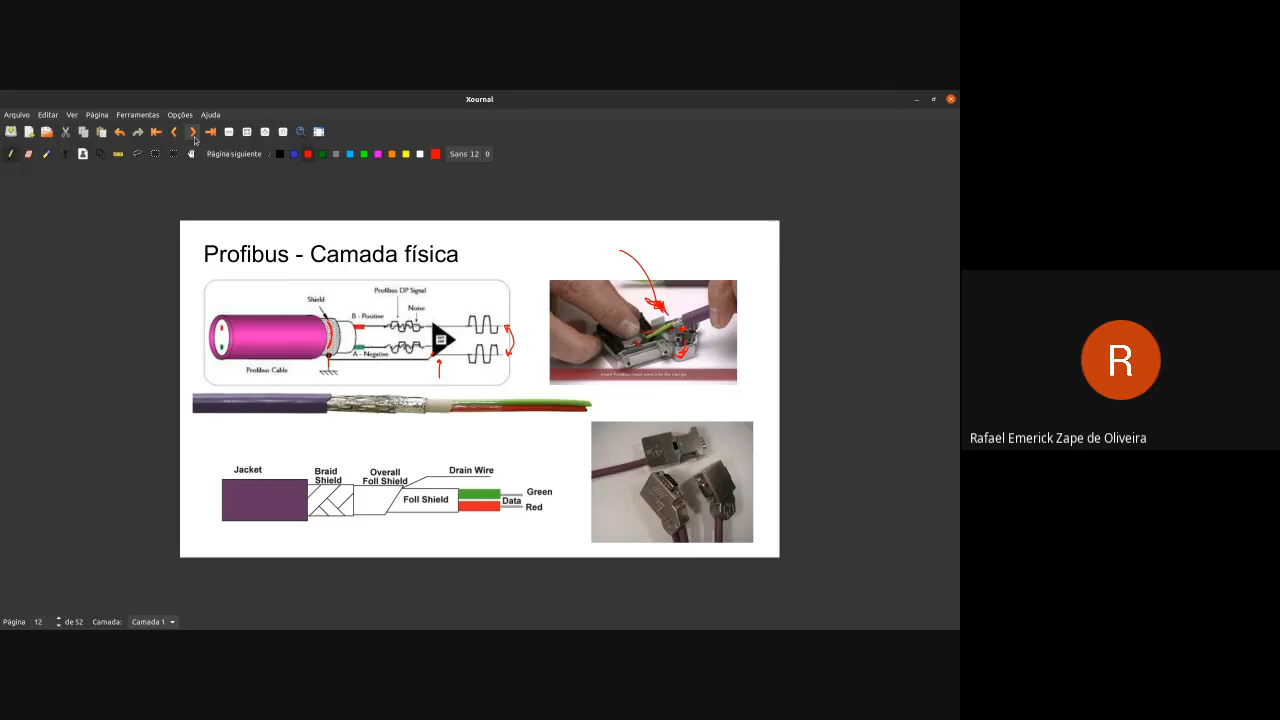 Xournal
Arquivo Editar Ver Página Ferramentas Opções Ajuda
Página siguiente
Sans 12
Profibus - Camada física
Profibus DP Signal
Shield
Noise
B - Positive
A - Negative
Profibus Cable
Jacket
Braid
Shield
Overall
Foll Shield
Drain Wire
Foll Shield
Green
Data
Red
R
Rafael Emerick Zape de Oliveira
Página 12 de 52 Camada: Camada 1